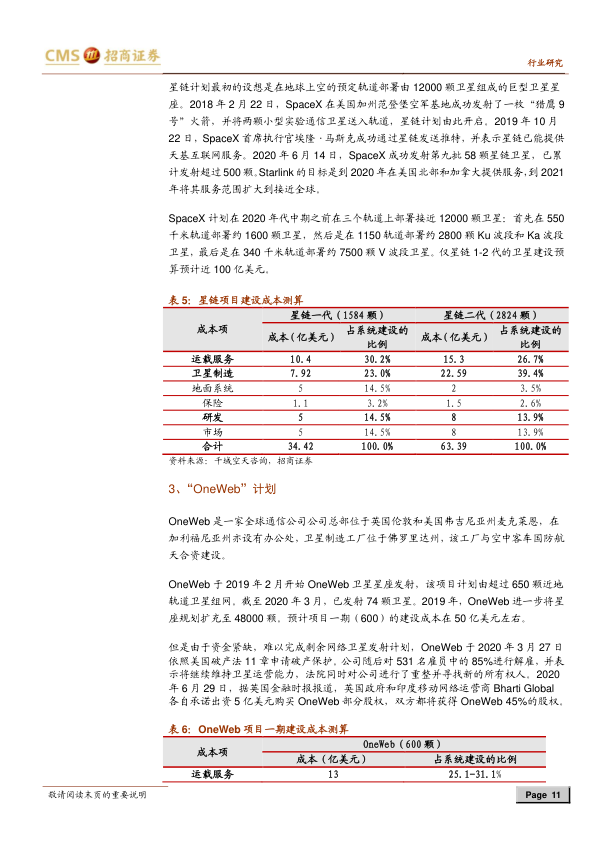 CMS 招商证券
行业研究
星链计划最初的设想是在地球上空的预定轨道部署由 12000 颗卫星组成的巨型卫星星
座。2018 年 2 月 22 日，SpaceX 在美国加州范登堡空军基地成功发射了一枚“猎鹰 9
号”火箭，并将两颗小型实验通信卫星送入轨道，星链计划由此开启。2019 年 10 月
22 日，SpaceX 首席执行官埃隆·马斯克成功通过星链发送推特，并表示星链已能提供
天基互联网服务。2020 年 6 月 14 日，SpaceX 成功发射第九批 58 颗星链卫星，已累
计发射超过 500 颗。Starlink 的目标是到 2020 年在美国北部和加拿大提供服务，到 2021
年将其服务范围扩大到接近全球。
SpaceX 计划在 2020 年代中期之前在三个轨道上部署接近 12000 颗卫星：首先在 550
千米轨道部署约 1600 颗卫星，然后是在 1150 轨道部署约 2800 颗 Ku 波段和 Ka 波段
卫星，最后是在 340 千米轨道部署约 7500 颗 V 波段卫星。仅星链 1-2 代的卫星建设预
算预计近 100 亿美元。
表 5：星链项目建设成本测算
成本项 星链一代（1584 颗） 星链二代（2824 颗）
成本（亿美元） 占系统建设的比例 成本（亿美元） 占系统建设的比例
运载服务 10.4 30.2% 15.3 26.7%
卫星制造 7.92 23.0% 22.59 39.4%
地面系统 5 14.5% 2 3.5%
保险 1.1 3.2% 1.5 2.6%
研发 5 14.5% 8 13.9%
市场 5 14.5% 8 13.9%
合计 34.42 100.0% 63.39 100.0%
资料来源：千域空天咨询，招商证券
3、“OneWeb”计划
OneWeb 是一家全球通信公司公司总部位于英国伦敦和美国弗吉尼亚州麦克莱恩，在
加利福尼亚州亦设有办公处，卫星制造工厂位于佛罗里达州，该工厂与空中客车国防航
天合资建设。
OneWeb 于 2019 年 2 月开始 OneWeb 卫星星座发射，该项目计划由超过 650 颗近地
轨道卫星组网。截至 2020 年 3 月，已发射 74 颗卫星。2019 年，OneWeb 进一步将星
座规划扩充至 48000 颗。预计项目一期（600）的建设成本在 50 亿元左右。
但是由于资金紧缺，难以完成剩余网络卫星发射计划，OneWeb 于 2020 年 3 月 27 日
依照美国破产法 11 章申请破产保护。公司随后对 531 名雇员中的 85%进行解雇，并表
示将继续维持卫星运营能力，法院同时对公司进行了重整并寻找新的所有权人。2020
年 6 月 29 日，据英国金融时报报道，英国政府和印度移动网络运营商 Bharti Global
各自承诺出资 5 亿美元购买 OneWeb 部分股权，双方都将获得 OneWeb 45%的股权。
表 6：OneWeb 项目一期建设成本测算
成本项 OneWeb（600 颗）
成本（亿美元） 占系统建设的比例
运载服务 13 25.1-31.1%
敬请阅读末页的重要说明
Page 11